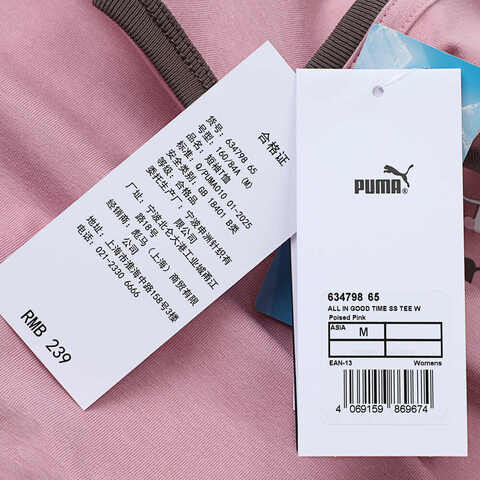 合格证
货号: 634798 65
号型: 160/84A (M)
品名: 短袖T恤
标准: Q/PUMA010 01-2025
安全类别: GB 18401 B类
等级: 合格品
委托生产厂: 宁波申洲针织有
限公司
厂址: 宁波北仑大港工业城甬江
路18号
经销商: 彪马(上海)商贸有限
公司
地址: 上海市淮海中路158号3楼
电话: 021-2330 6666
RMB 239
PUMA
634798 65
ALL IN GOOD TIME SS TEE W
Poised Pink
ASIA M
EAN-13 Womens
4 069159 869674